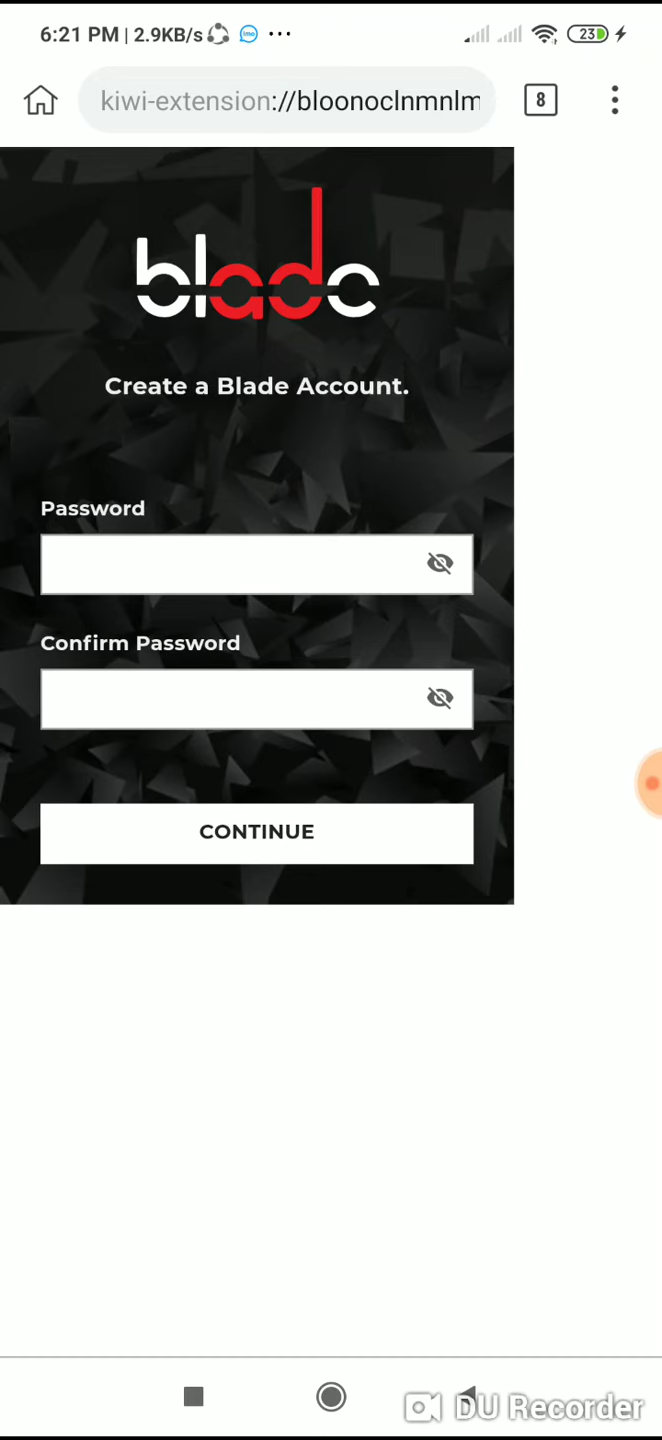 6:21 PM | 2.9KB/s imo ...
23
kiwi-extension://bloonoclnmnlm
8
blade
Create a Blade Account.
Password
Confirm Password
CONTINUE
DU Recorder